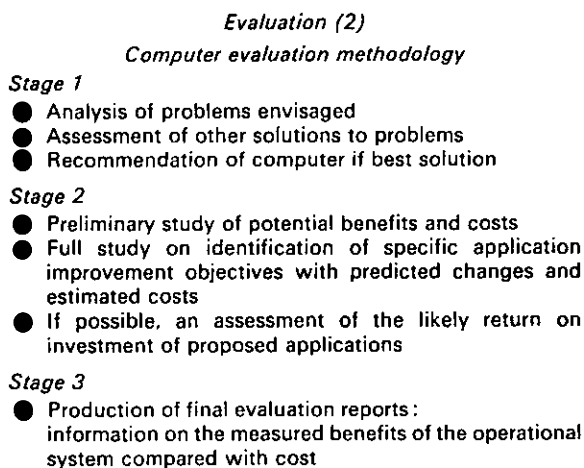 Evaluation (2)
Computer evaluation methodology
Stage 1
● Analysis of problems envisaged
● Assessment of other solutions to problems
● Recommendation of computer if best solution
Stage 2
● Preliminary study of potential benefits and costs
● Full study on identification of specific application
improvement objectives with predicted changes and
estimated costs
● If possible, an assessment of the likely return on
investment of proposed applications
Stage 3
● Production of final evaluation reports:
information on the measured benefits of the operational
system compared with cost